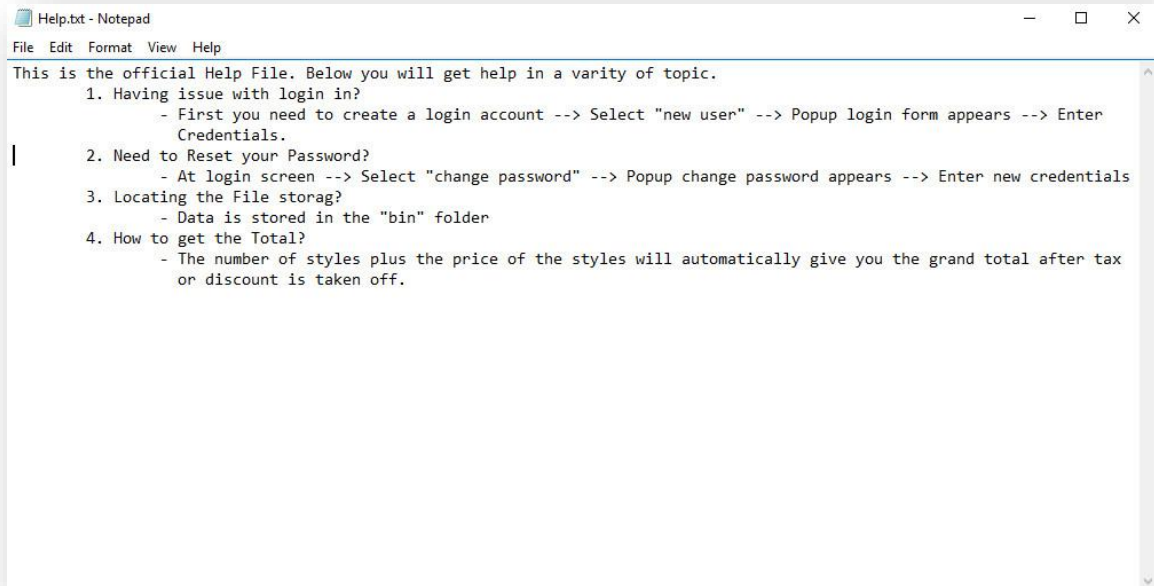 Help.txt - Notepad
File Edit Format View Help
This is the official Help File. Below you will get help in a varity of topic.
1. Having issue with login in?
- First you need to create a login account --> Select "new user" --> Popup login form appears --> Enter
Credentials.
2. Need to Reset your Password?
- At login screen --> Select "change password" --> Popup change password appears --> Enter new credentials
3. Locating the File storag?
- Data is stored in the "bin" folder
4. How to get the Total?
- The number of styles plus the price of the styles will automatically give you the grand total after tax
or discount is taken off.